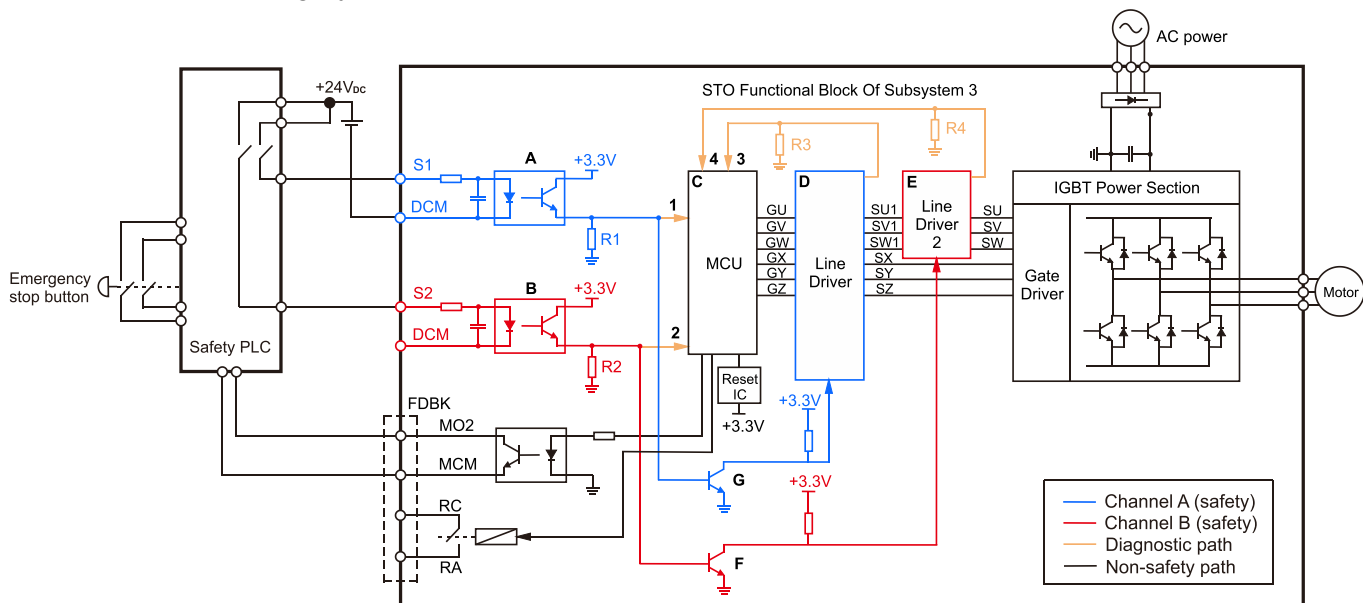 AC power
+24VDC
STO Functional Block Of Subsystem 3
R4
R3
S1
A
+3.3V
4
3
C
D
E
IGBT Power Section
DCM
1
R1
GU
GV
GW
GX
GY
GZ
MCU
Line
Driver
SU1
SV1
SW1
SX
SY
SZ
Line
Driver
2
SU
SV
SW
Gate
Driver
Motor
Emergency
stop button
S2
B
+3.3V
DCM
2
R2
Safety PLC
Reset
IC
+3.3V
+3.3V
FDBK
MO2
MCM
G
+3.3V
RC
RA
F
Channel A (safety)
Channel B (safety)
Diagnostic path
Non-safety path